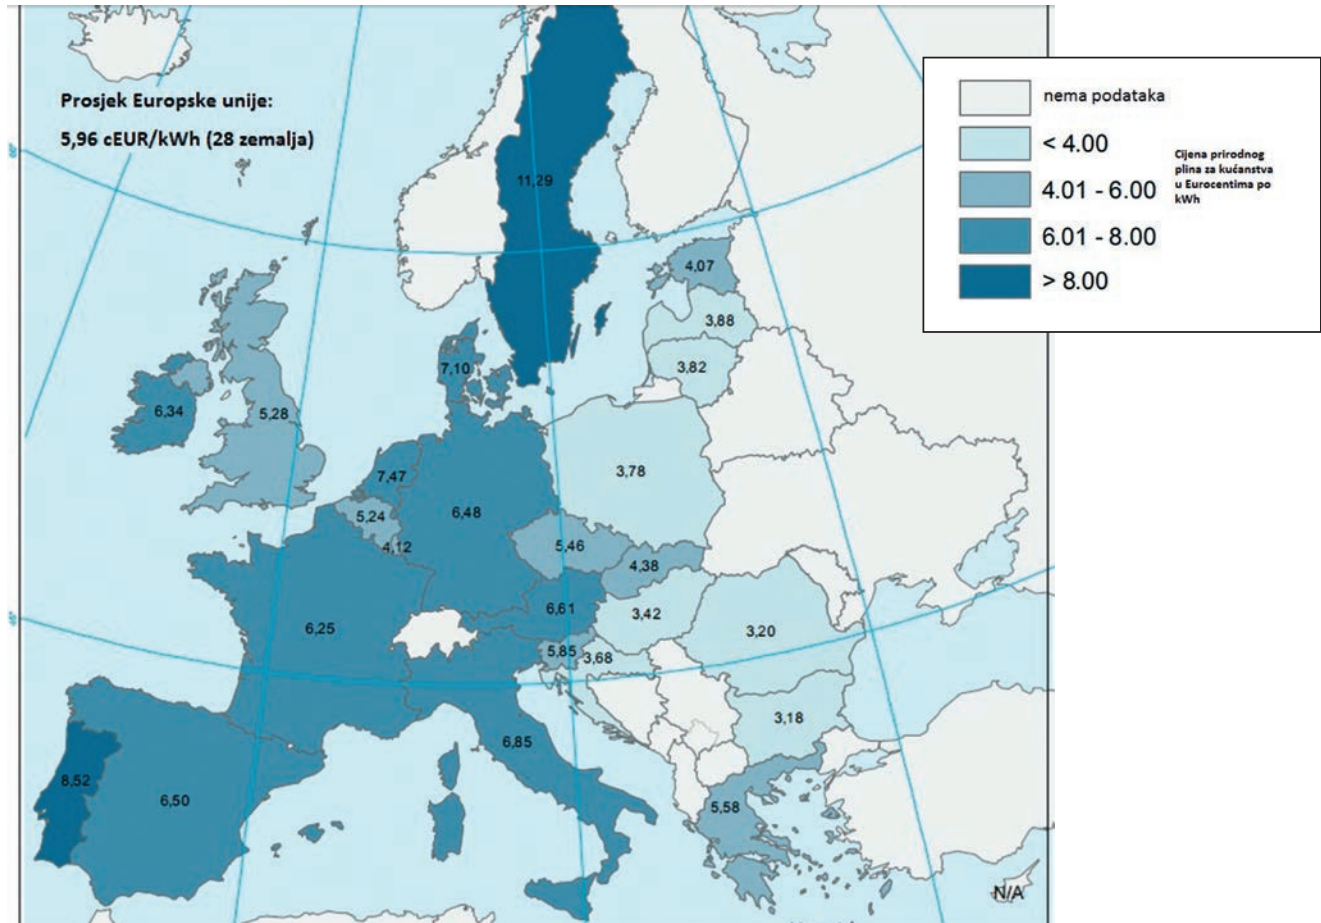 Prosjek Europske unije:
5,96 cEUR/kWh (28 zemalja)
nema podataka
< 4.00
4.01 - 6.00
6.01 - 8.00
> 8.00
Cijena prirodnog
plina za kućanstva
u Eurocentima po
kWh
11,29
4,07
3,88
3,82
7,10
6,34
5,28
3,78
7,47
6,48
5,24
4,12
5,46
4,38
6,61
3,42
6,25
3,20
5,85
3,68
3,18
6,85
8,52
6,50
5,58
N/A